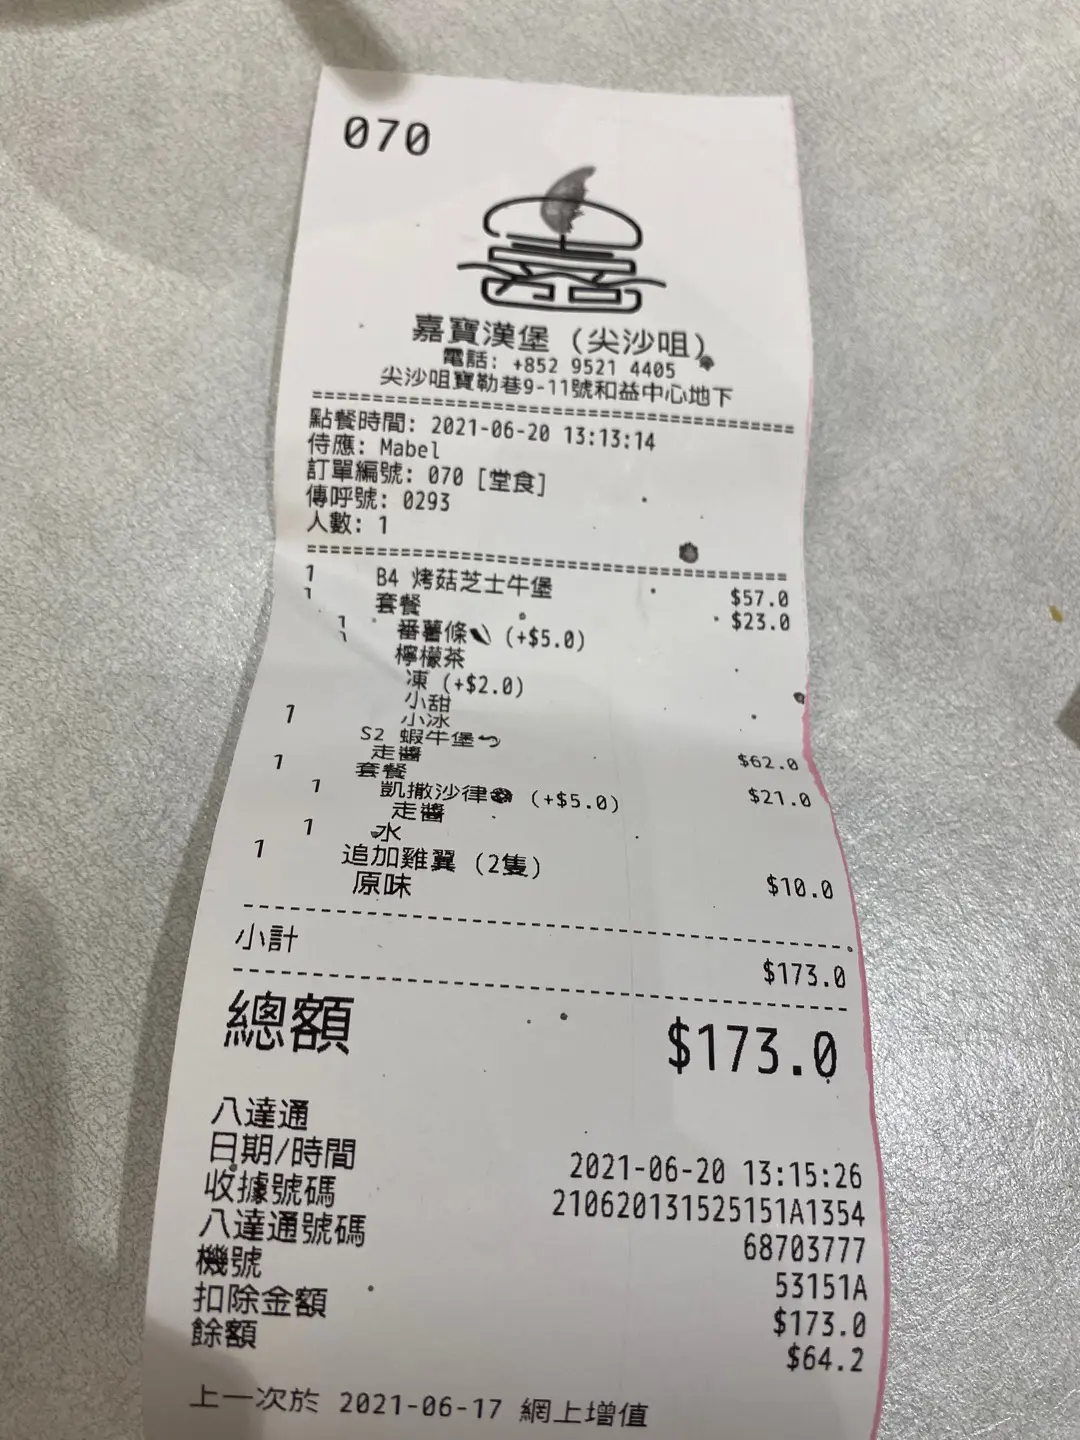 070
嘉寶漢堡 (尖沙咀)
電話: +852 9521 4405
尖沙咀寶勒巷9-11號和益中心地下
點餐時間: 2021-06-20 13:13:14
侍應: Mabel
訂單編號: 070 [堂食]
傳呼號: 0293
人數: 1
1 B4 烤菇芝士牛堡 $57.0
1 套餐 $23.0
1 番薯條 (+$5.0)
1 檸檬茶
凍 (+$2.0)
小甜
小冰
1 S2 蝦牛堡 $62.0
走醬
1 套餐 $21.0
1 凱撒沙律 (+$5.0)
走醬
1 水
1 追加雞翼 (2隻) $10.0
原味
小計 $173.0
總額 $173.0
八達通
日期/時間 2021-06-20 13:15:26
收據號碼 210620131525151A1354
八達通號碼 68703777
機號 53151A
扣除金額 $173.0
餘額 $64.2
上一次於 2021-06-17 網上增值